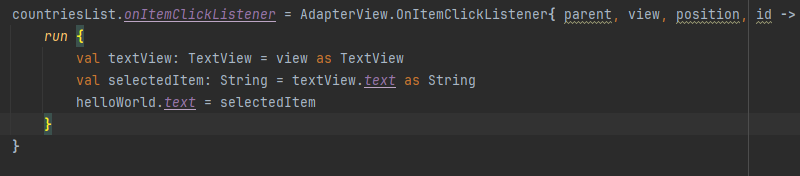 countriesList.onItemClickListener = AdapterView.OnItemClickListener{ parent, view, position, id ->
    run {
        val textView: TextView = view as TextView
        val selectedItem: String = textView.text as String
        helloWorld.text = selectedItem
    }
}